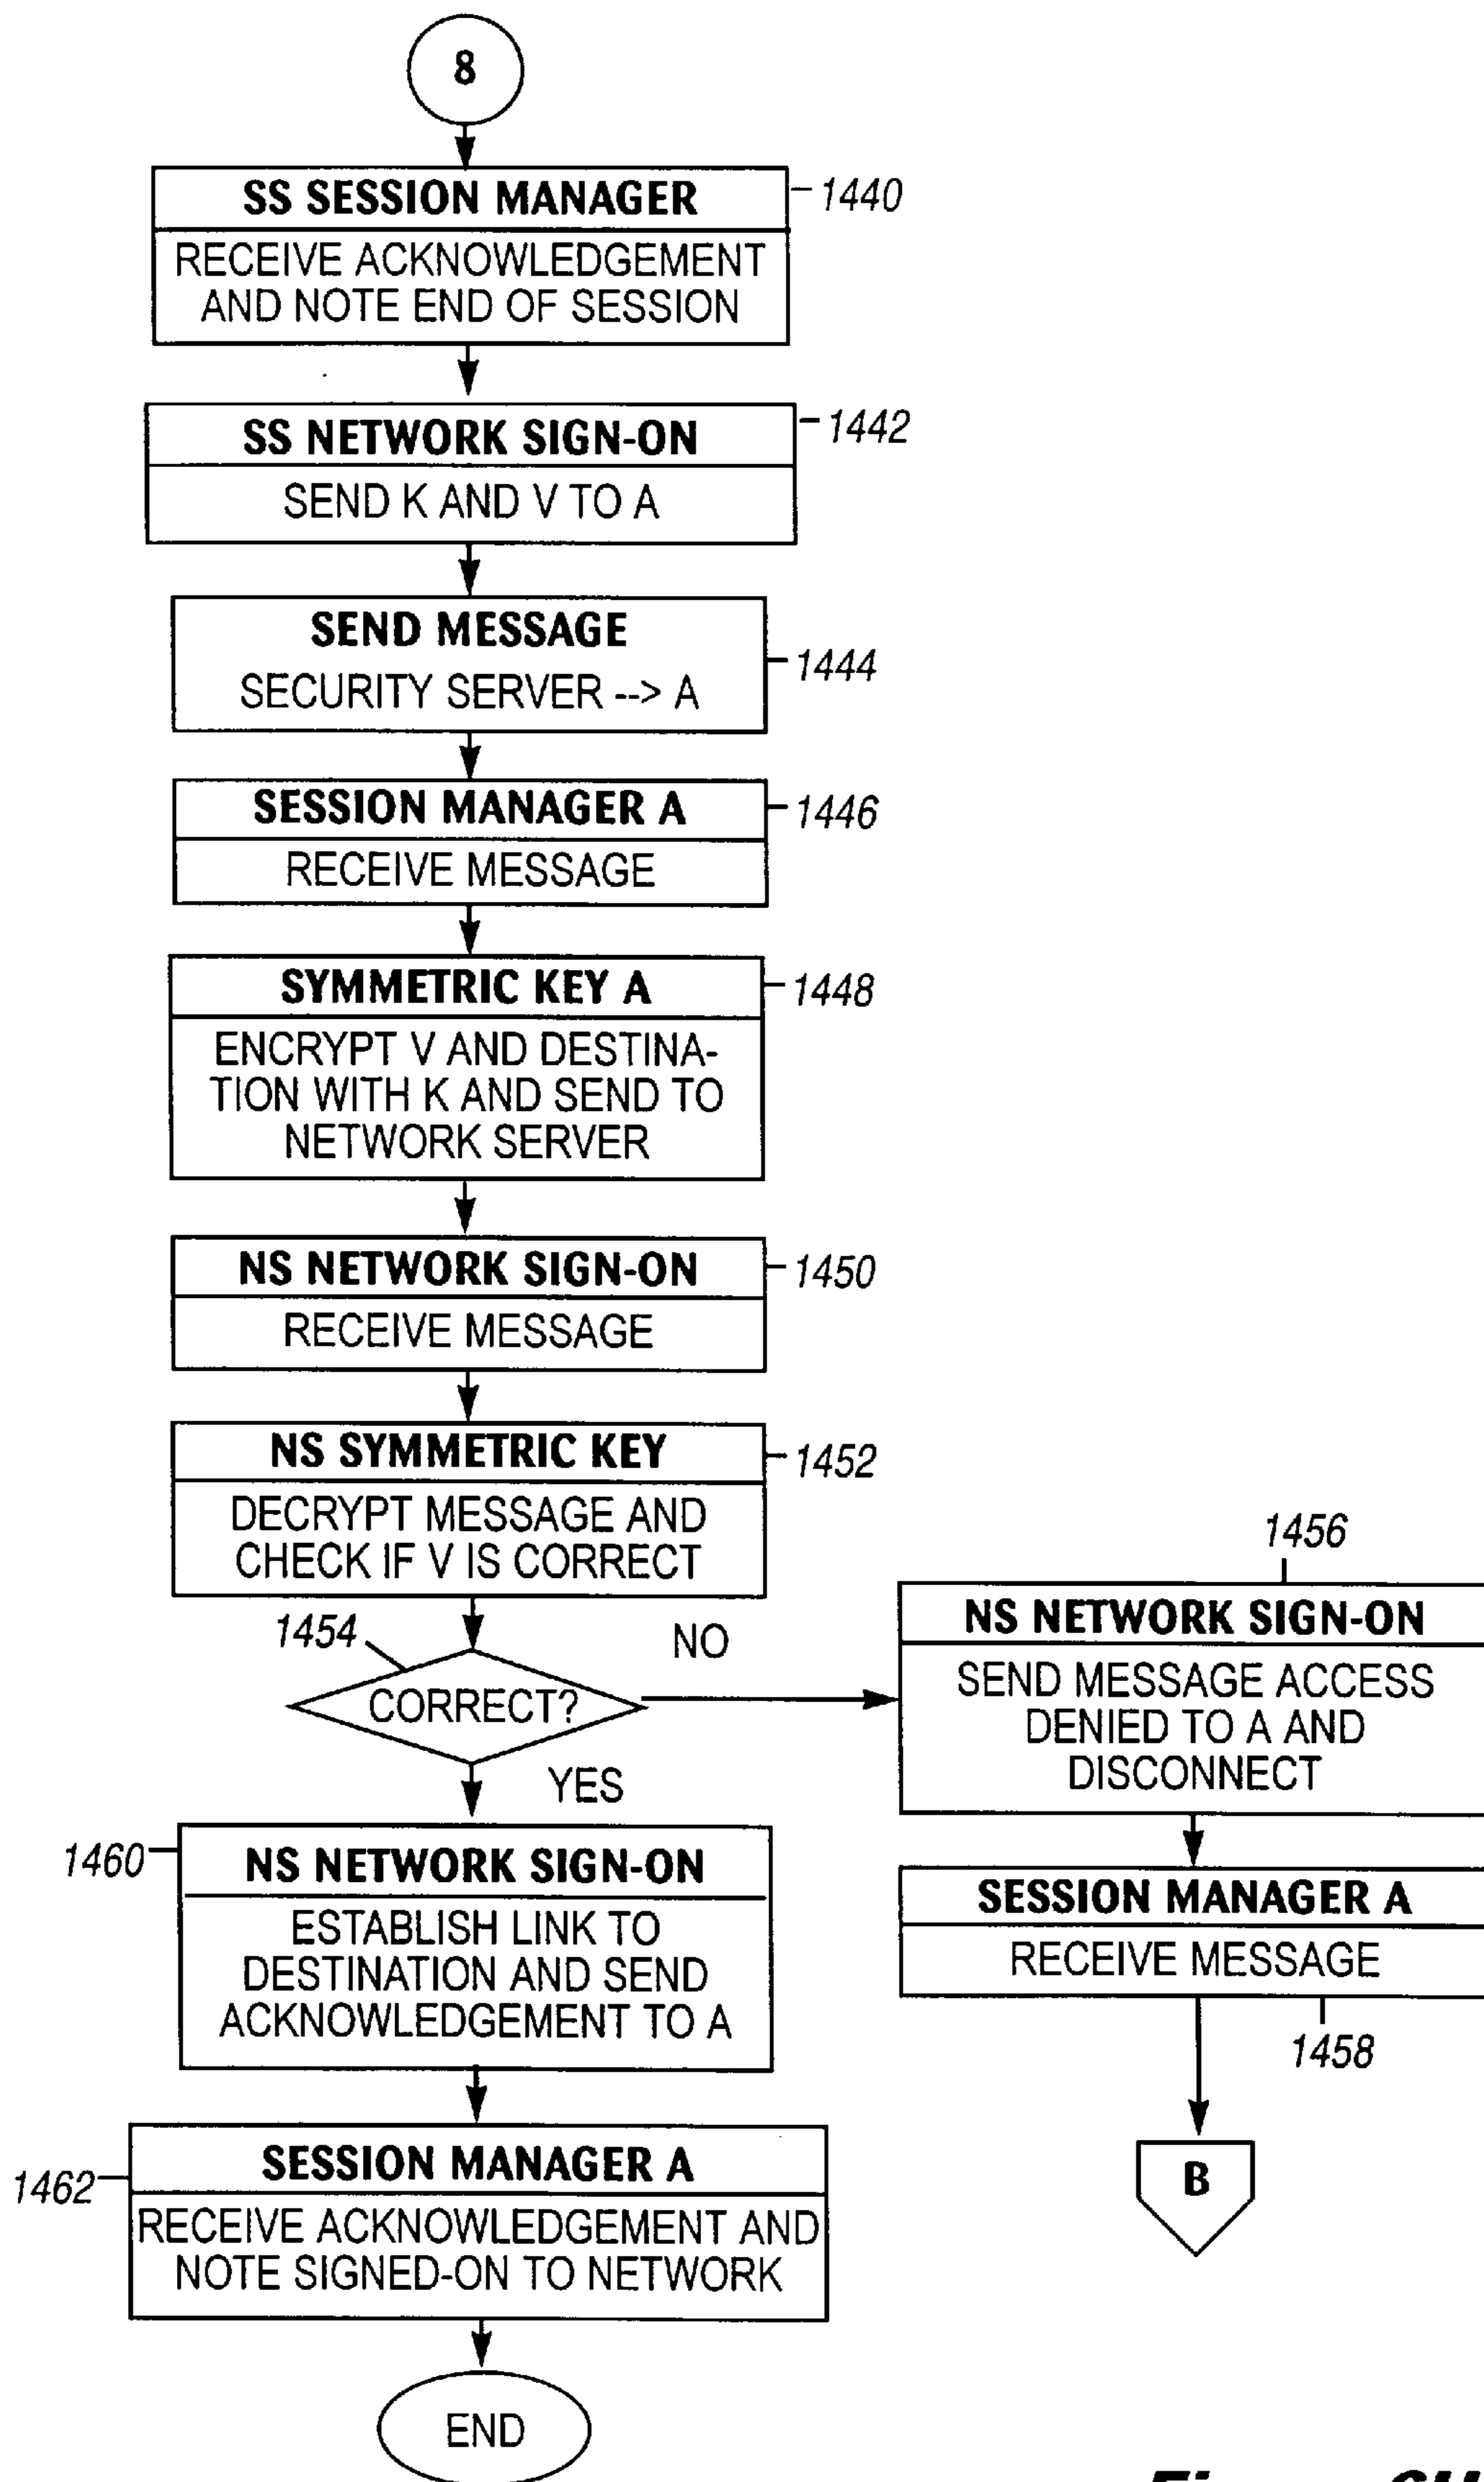 8
SS SESSION MANAGER
1440
RECEIVE ACKNOWLEDGEMENT
AND NOTE END OF SESSION
SS NETWORK SIGN-ON
1442
SEND K AND V TO A
SEND MESSAGE
SECURITY SERVER --> A
1444
SESSION MANAGER A
1446
RECEIVE MESSAGE
SYMMETRIC KEY A
1448
ENCRYPT V AND DESTINA-
TION WITH K AND SEND TO
NETWORK SERVER
NS NETWORK SIGN-ON
1450
RECEIVE MESSAGE
NS SYMMETRIC KEY
1452
DECRYPT MESSAGE AND
CHECK IF V IS CORRECT
1454
CORRECT?
NO
YES
1456
NS NETWORK SIGN-ON
SEND MESSAGE ACCESS
DENIED TO A AND
DISCONNECT
SESSION MANAGER A
RECEIVE MESSAGE
1458
B
1460
NS NETWORK SIGN-ON
ESTABLISH LINK TO
DESTINATION AND SEND
ACKNOWLEDGEMENT TO A
1462
SESSION MANAGER A
RECEIVE ACKNOWLEDGEMENT AND
NOTE SIGNED-ON TO NETWORK
END